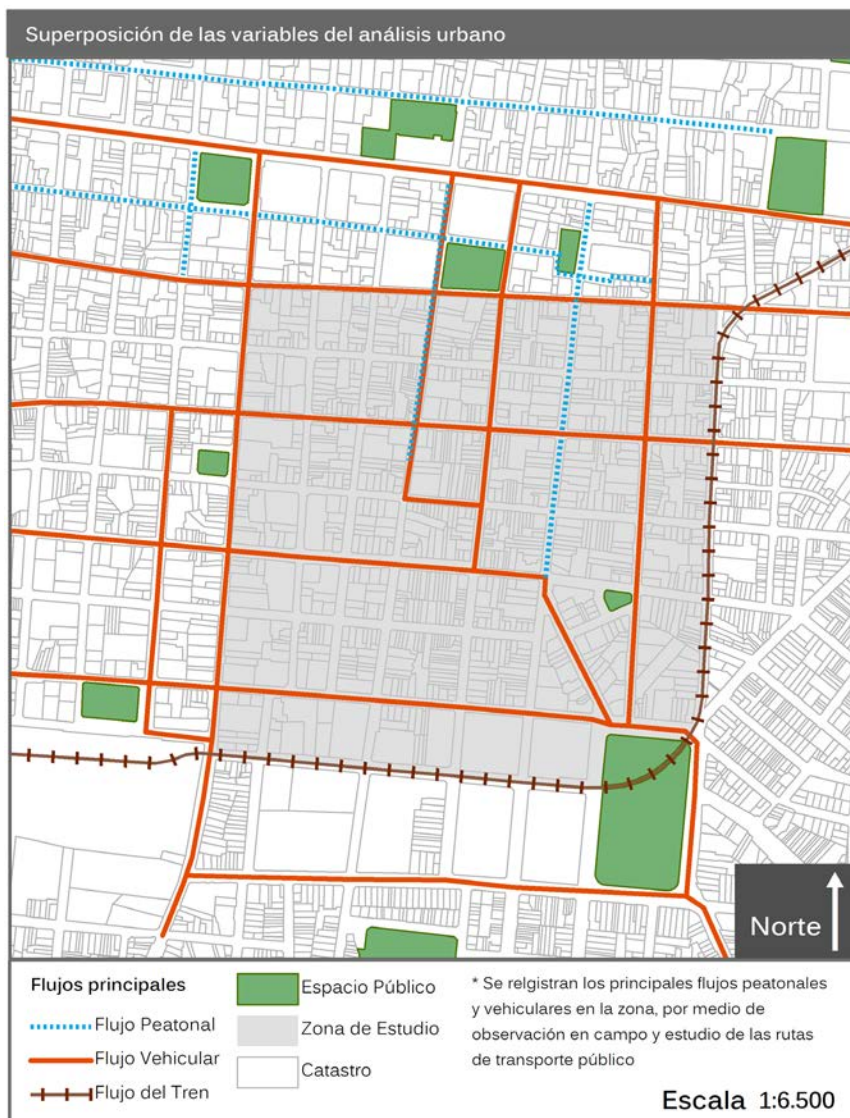 Superposición de las variables del análisis urbano
Norte
Flujos principales
Flujo Peatonal
Flujo Vehicular
Flujo del Tren
Espacio Público
Zona de Estudio
Catastro
* Se relgistran los principales flujos peatonales
y vehiculares en la zona, por medio de
observación en campo y estudio de las rutas
de transporte público
Escala 1:6.500